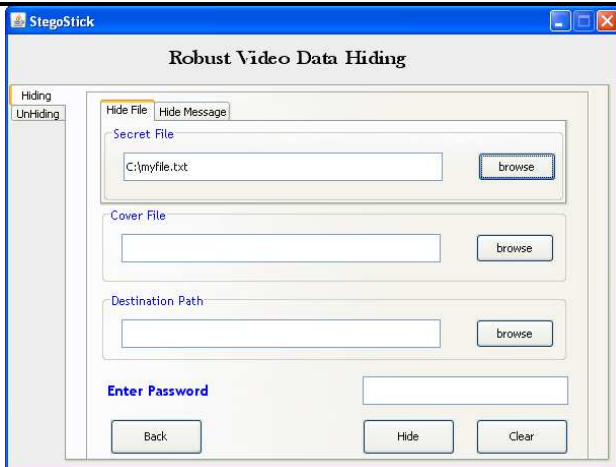 StegoStick
Robust Video Data Hiding
Hiding
UnHiding
Hide File Hide Message
Secret File
C:\myfile.txt browse
Cover File
browse
Destination Path
browse
Enter Password
Back Hide Clear